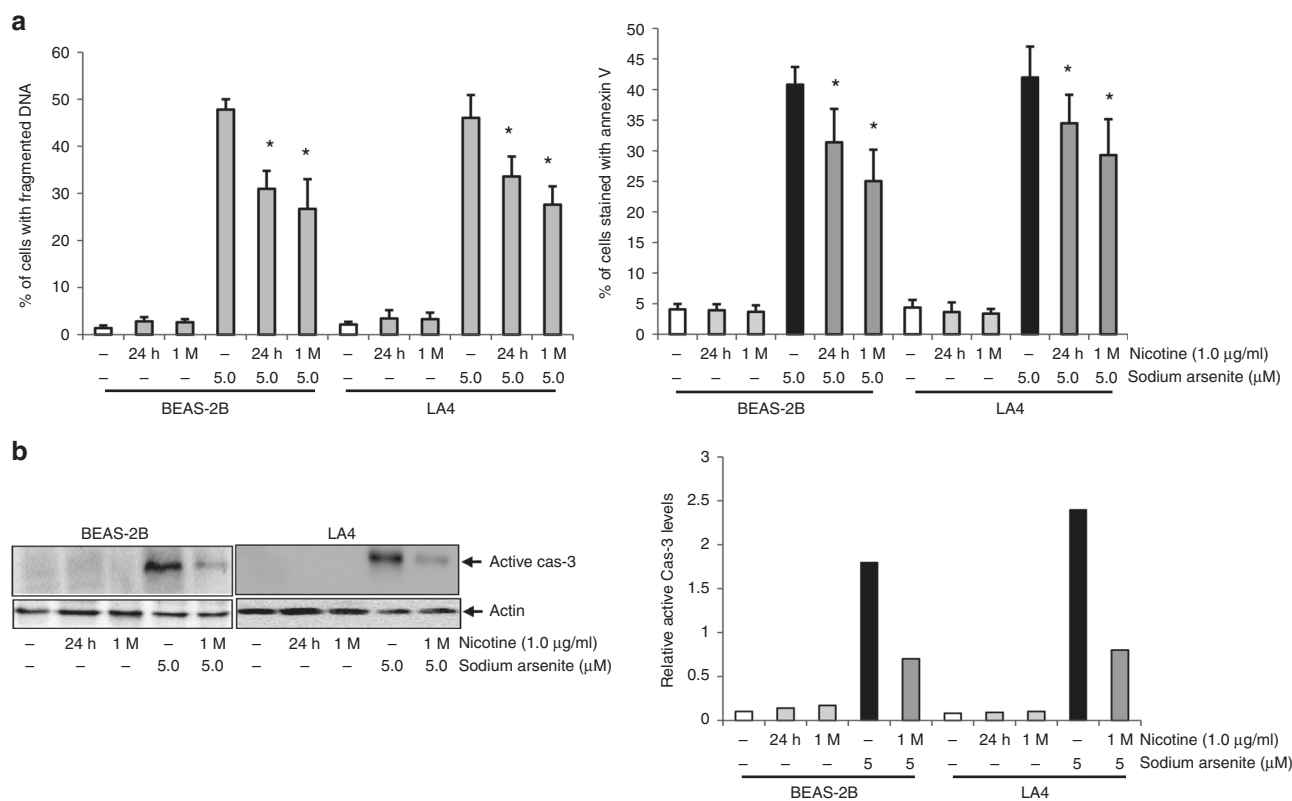 a
60
50
40
30
20
10
0
% of cells with fragmented DNA
* * * *
– 24 h 1 M – 24 h 1 M – 24 h 1 M – 24 h 1 M
– – – 5.0 5.0 5.0 – – – 5.0 5.0 5.0
BEAS-2B LA4
50
45
40
35
30
25
20
15
10
5
0
% of cells stained with annexin V
* * * *
– 24 h 1 M – 24 h 1 M – 24 h 1 M – 24 h 1 M Nicotine (1.0 µg/ml)
– – – 5.0 5.0 5.0 – – – 5.0 5.0 5.0 Sodium arsenite (µM)
BEAS-2B LA4
b
BEAS-2B LA4
Active cas-3
Actin
– 24 h 1 M – 1 M – 24 h 1 M – 1 M Nicotine (1.0 µg/ml)
– – – 5.0 5.0 – – – 5.0 5.0 Sodium arsenite (µM)
3
2.5
2
1.5
1
0.5
0
Relative active Cas-3 levels
– 24 h 1 M – 1 M – 24 h 1 M – 1 M Nicotine (1.0 µg/ml)
– – – 5 5 – – – 5 5 Sodium arsenite (µM)
BEAS-2B LA4